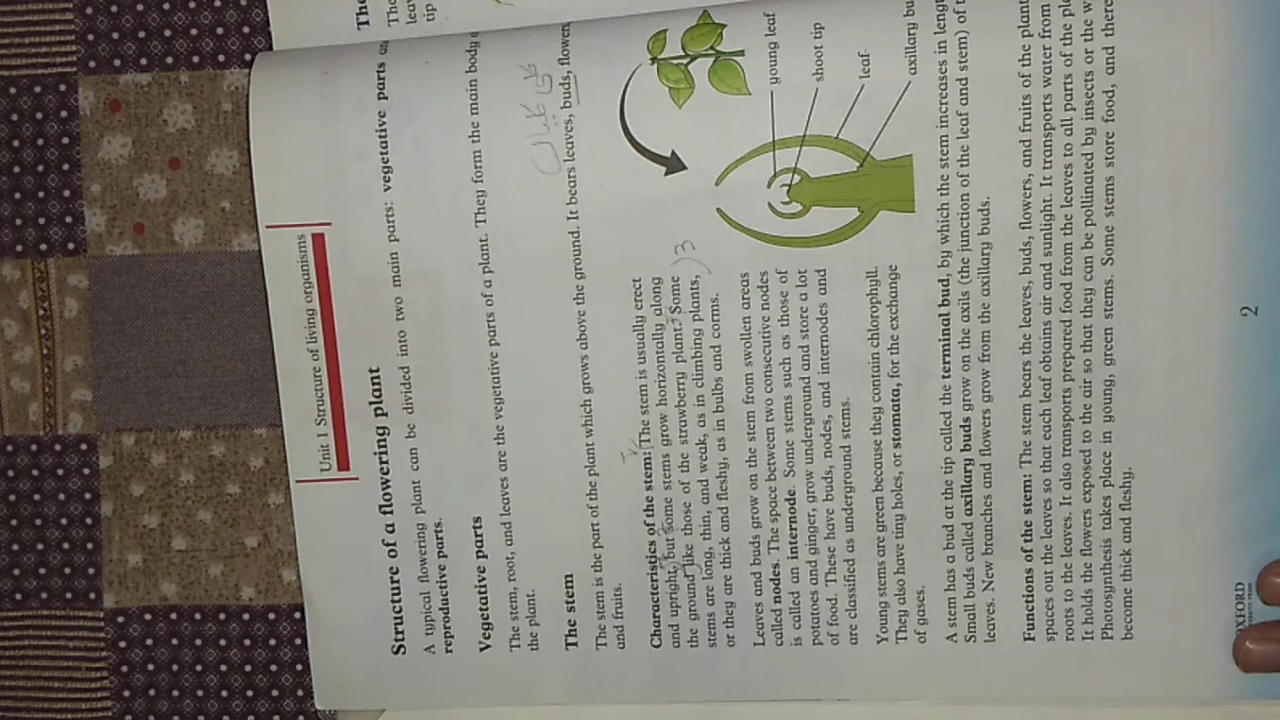 Unit 1 Structure of living organisms
Structure of a flowering plant
A typical flowering plant can be divided into two main parts: vegetative parts
reproductive parts.
Vegetative parts
The stem, root, and leaves are the vegetative parts of a plant. They form the main body
the plant.
The stem
The stem is the part of the plant which grows above the ground. It bears leaves, buds, flower
and fruits.
کلی کلیاں
Characteristics of the stem: The stem is usually erect
and upright, but some stems grow horizontally along
the ground like those of the strawberry plant. Some
stems are long, thin, and weak, as in climbing plants,
or they are thick and fleshy, as in bulbs and corms.
Leaves and buds grow on the stem from swollen areas
called nodes. The space between two consecutive nodes
is called an internode. Some stems such as those of
potatoes and ginger, grow underground and store a lot
of food. These have buds, nodes, and internodes and
are classified as underground stems.
Young stems are green because they contain chlorophyll.
They also have tiny holes, or stomata, for the exchange
of gases.
young leaf
shoot tip
leaf
axillary bu
A stem has a bud at the tip called the terminal bud, by which the stem increases in leng
Small buds called axillary buds grow on the axils (the junction of the leaf and stem) of
leaves. New branches and flowers grow from the axillary buds.
Functions of the stem: The stem bears the leaves, buds, flowers, and fruits of the plant
spaces out the leaves so that each leaf obtains air and sunlight. It transports water from
roots to the leaves. It also transports prepared food from the leaves to all parts of the pl
It holds the flowers exposed to the air so that they can be pollinated by insects or the w
Photosynthesis takes place in young, green stems. Some stems store food, and there
become thick and fleshy.
2
OXFORD
The
The
leav
tip